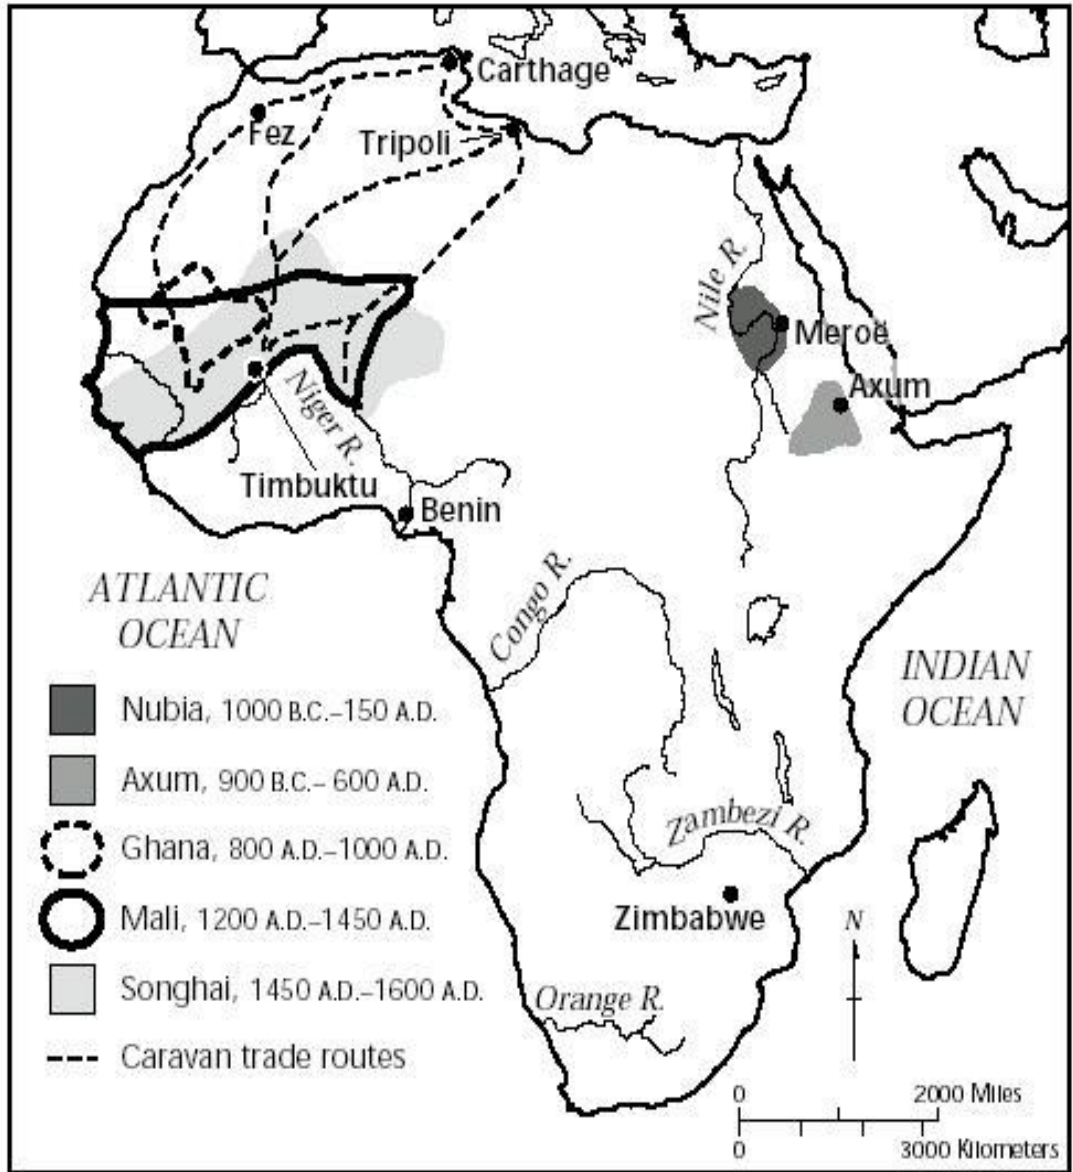 Carthage
Fez
Tripoli
Nile R.
Meroë
Axum
Niger R.
Timbuktu
Benin
ATLANTIC
OCEAN
Congo R.
INDIAN
OCEAN
Nubia, 1000 B.C.–150 A.D.
Axum, 900 B.C.– 600 A.D.
Ghana, 800 A.D.–1000 A.D.
Mali, 1200 A.D.–1450 A.D.
Songhai, 1450 A.D.–1600 A.D.
Caravan trade routes
Zambezi R.
Zimbabwe
Orange R.
N
0 2000 Miles
0 3000 Kilometers